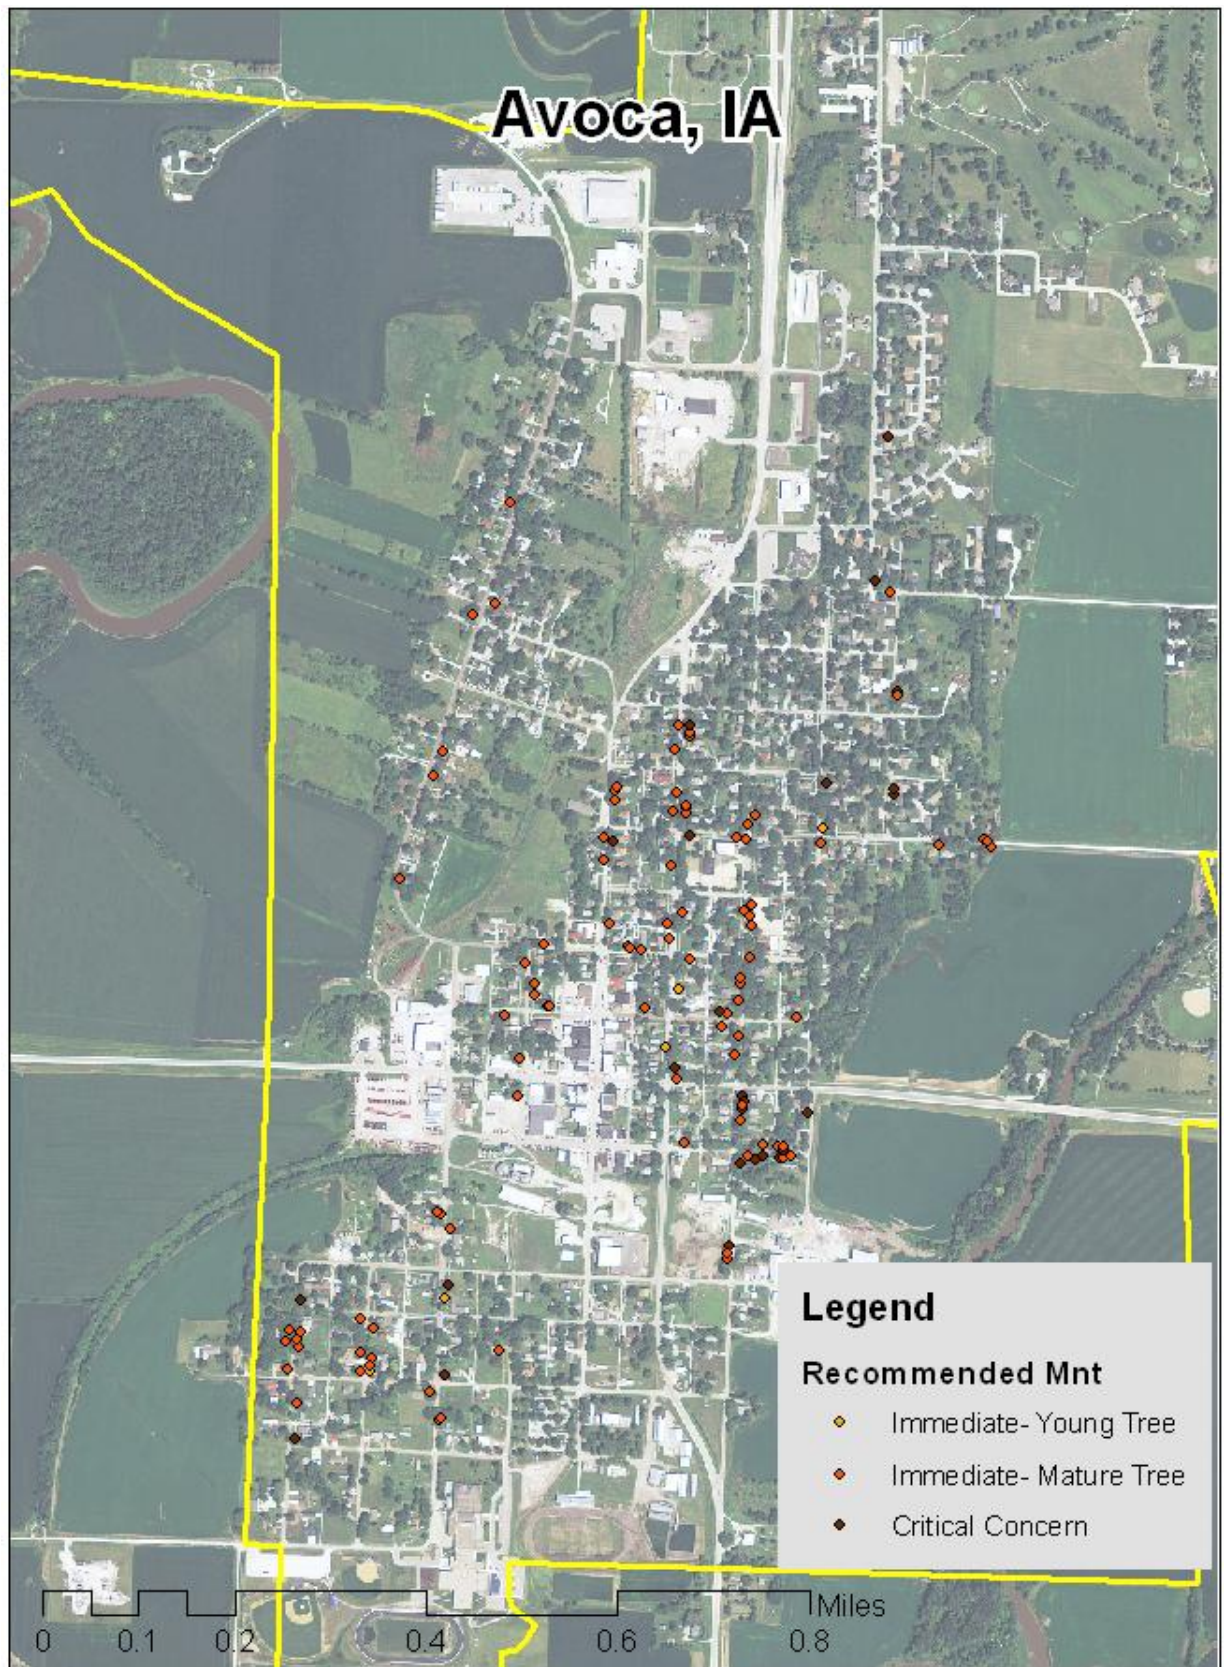 Avoca, IA
Legend
Recommended Mnt
Immediate- Young Tree
Immediate- Mature Tree
Critical Concern
Miles
0 0.1 0.2 0.4 0.6 0.8